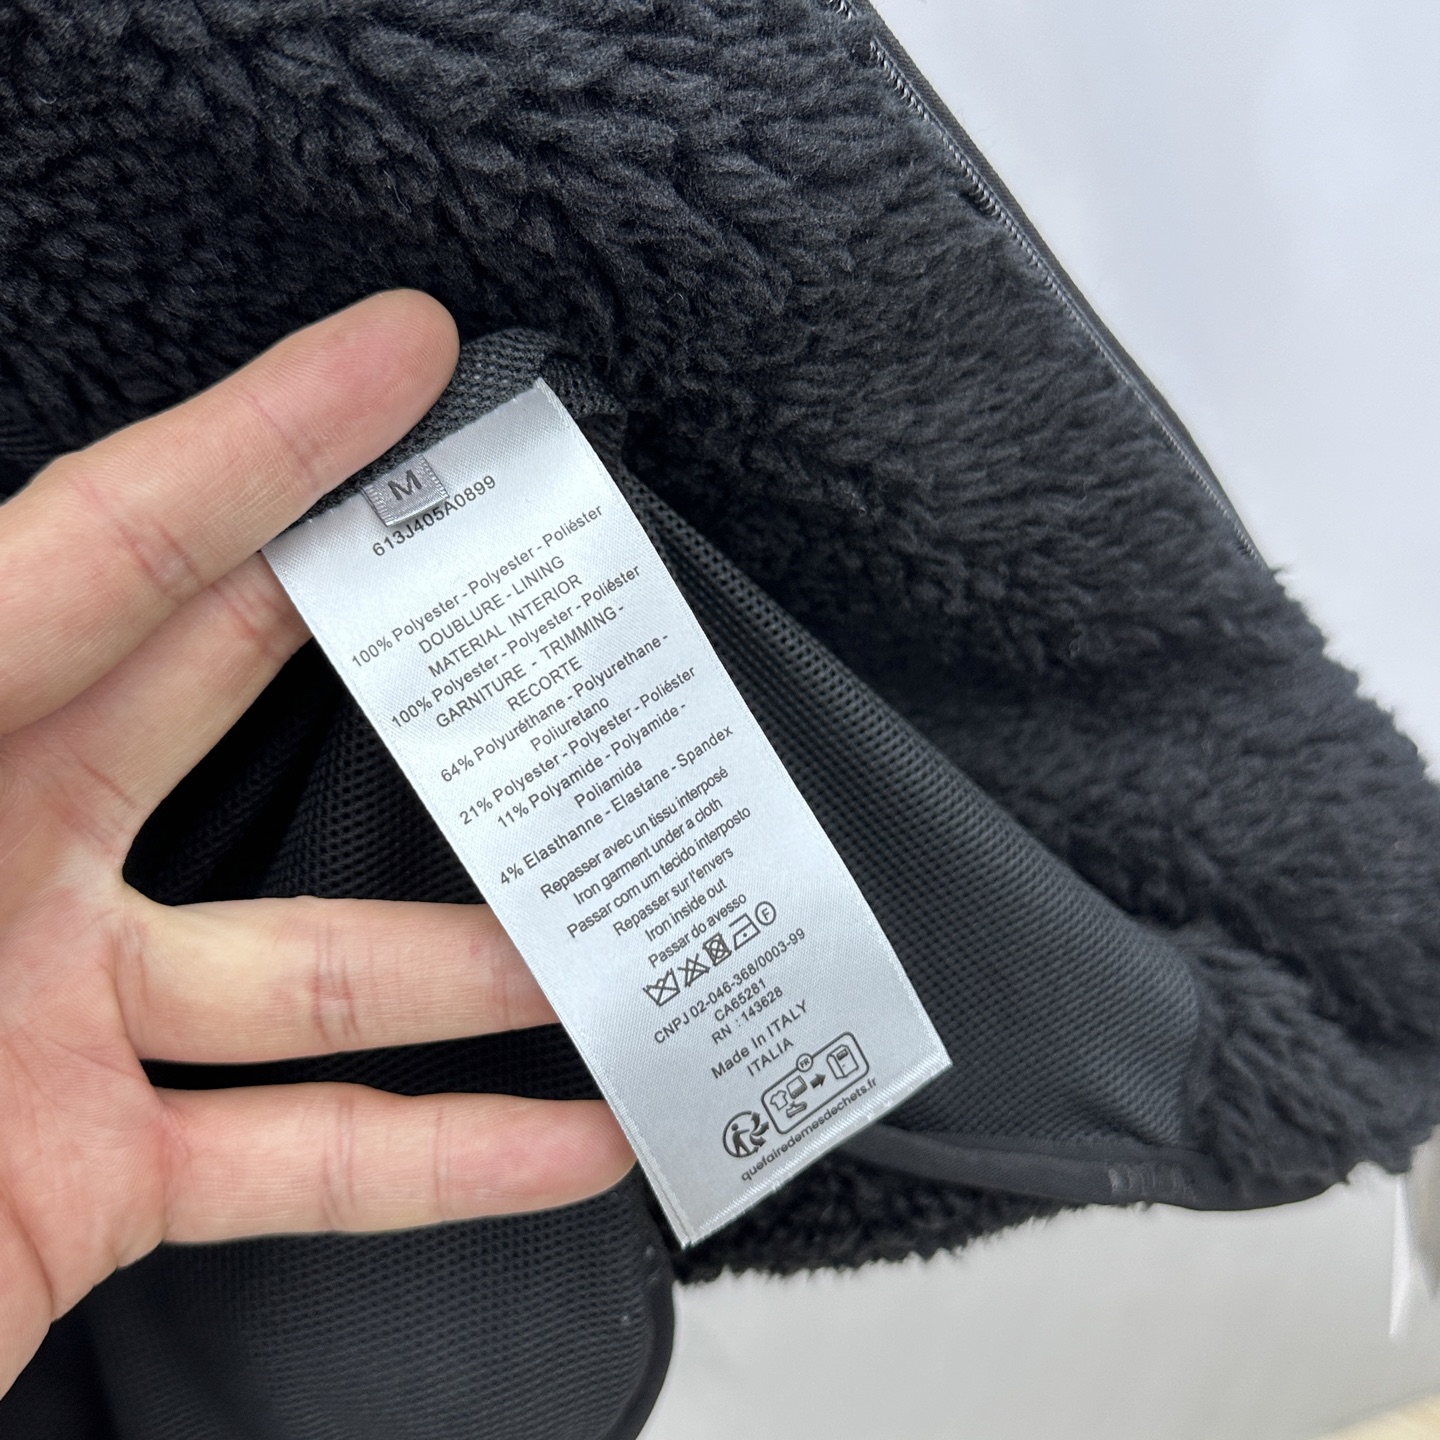 M
613J405A0899
100% Polyester - Polyester - Poliéster
DOUBLURE - LINING
MATERIAL INTERIOR
100% Polyester - Polyester - Poliéster
GARNITURE - TRIMMING -
RECORTE
64% Polyuréthane - Polyurethane -
Poliuretano
21% Polyester - Polyester - Poliéster
11% Polyamide - Polyamide -
Poliamida
4% Elasthanne - Elastane - Spandex
Repasser avec un tissu interposé
Iron garment under a cloth
Passar com um tecido interposto
Repasser sur l'envers
Iron inside out
Passar do avesso
F
CNPJ 02-046-368/0003-99
CA65281
RN : 143628
Made In ITALY
ITALIA
FR
quefairedemesdechets.fr